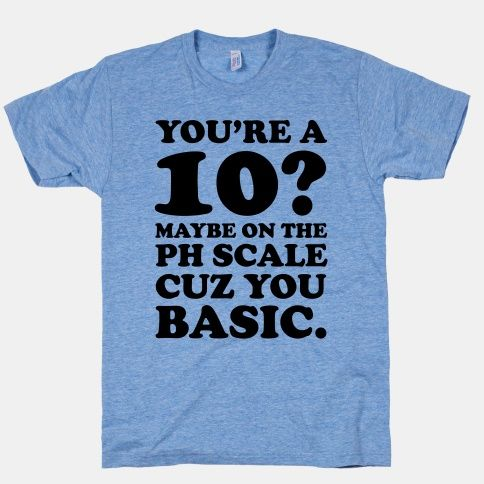 YOU'RE A
10?
MAYBE ON THE
PH SCALE
CUZ YOU
BASIC.